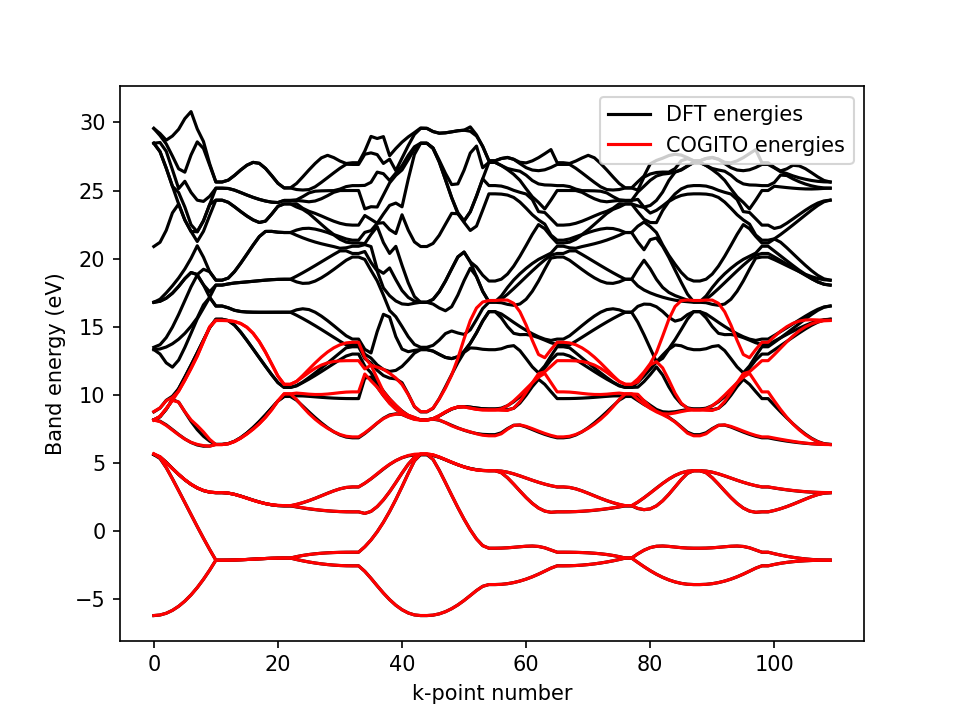 DFT energies
COGITO energies
Band energy (eV)
30
25
20
15
10
5
0
−5
0 20 40 60 80 100
k-point number